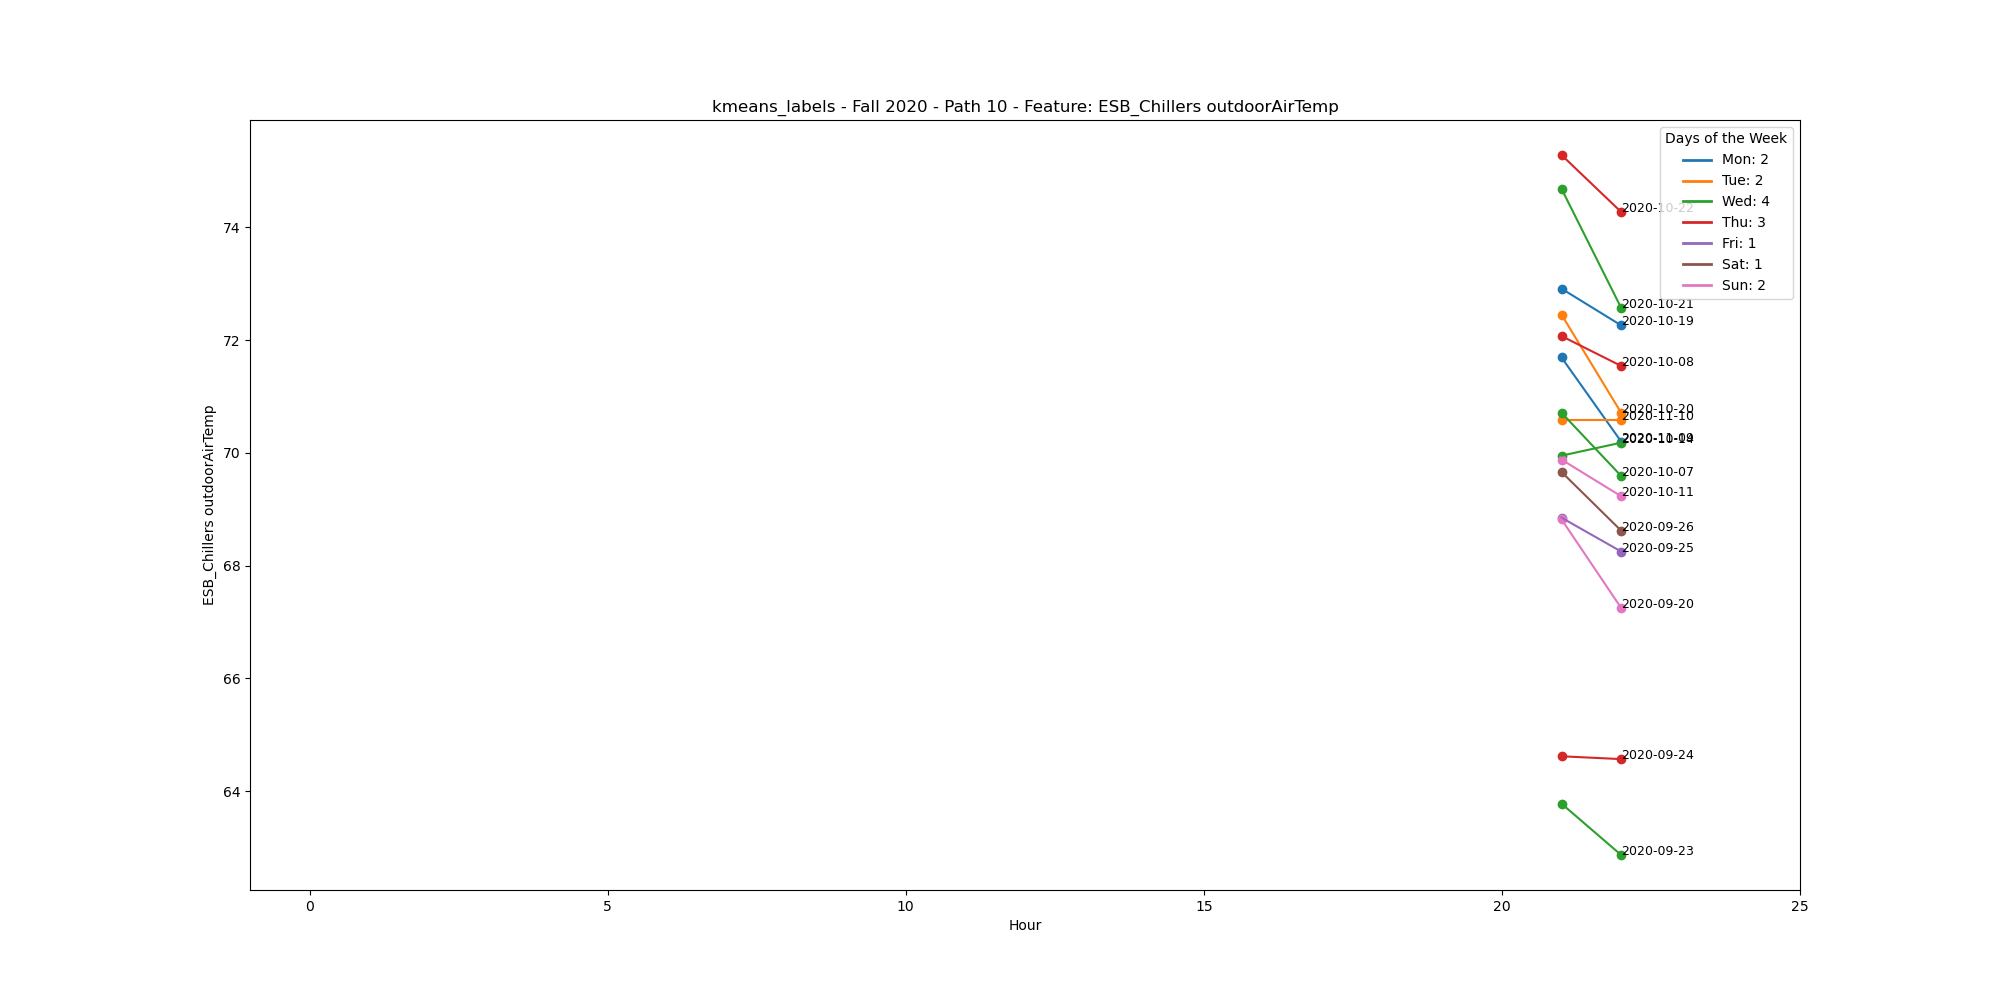 kmeans_labels - Fall 2020 - Path 10 - Feature: ESB_Chillers outdoorAirTemp
Days of the Week
Mon: 2
Tue: 2
Wed: 4
Thu: 3
Fri: 1
Sat: 1
Sun: 2
2020-10-22
2020-10-21
2020-10-19
2020-10-08
2020-10-20
2020-11-10
2020-10-14
2020-10-07
2020-10-11
2020-09-26
2020-09-25
2020-09-20
2020-09-24
2020-09-23
74
72
70
68
66
64
ESB_Chillers outdoorAirTemp
0
5
10
15
20
25
Hour